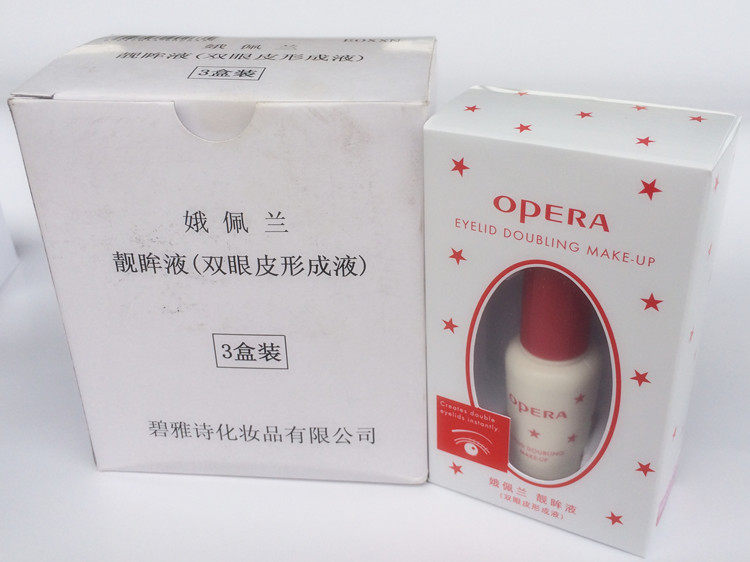 娥佩兰
靓眸液(双眼皮形成液)
3盒装
娥佩兰
靓眸液(双眼皮形成液)
3盒装
碧雅诗化妆品有限公司
OPERA
EYELID DOUBLING MAKE-UP
OPERA
DOUBLING
MAKE-UP
Creates double
eyelids instantly.
娥佩兰 靓眸液
(双眼皮形成液)